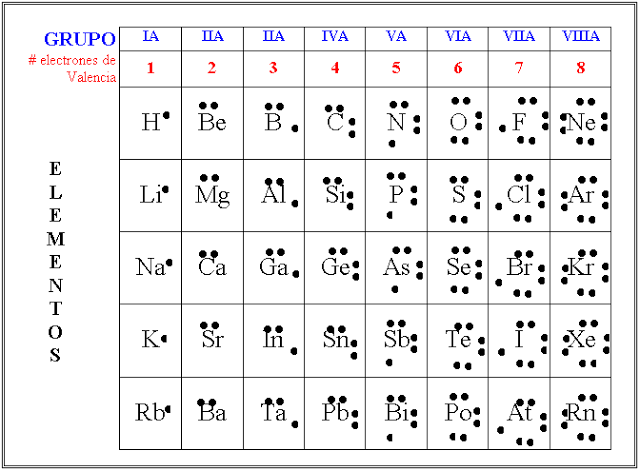 GRUPO IA IIA IIA IVA VA VIA VIIA VIIIA
# electrones de
Valencia 1 2 3 4 5 6 7 8
H Be B C N O F Ne
Li Mg Al Si P S Cl Ar
Na Ca Ga Ge As Se Br Kr
K Sr In Sn Sb Te I Xe
Rb Ba Ta Pb Bi Po At Rn
ELEMENTOS